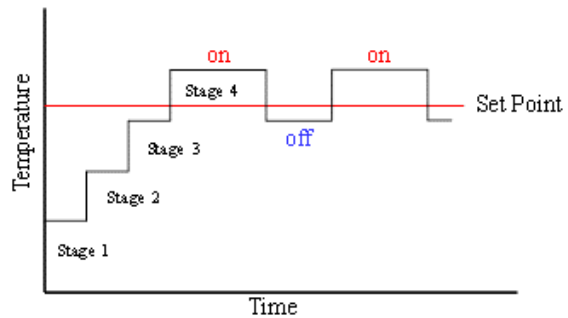 on
on
Stage 4
Set Point
off
Stage 3
Stage 2
Stage 1
Temperature
Time